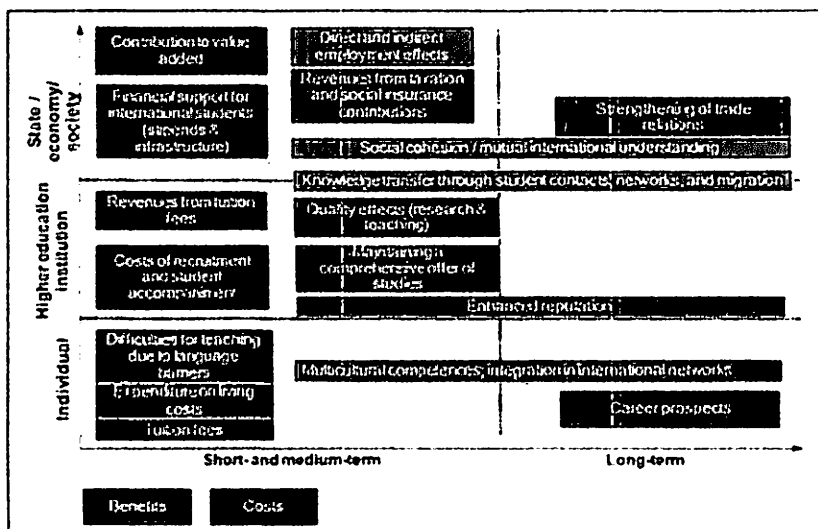 State /
economy/
society
Contribution to value
added
Direct and indirect
employment effects
Financial support for
international students
(stipends &
infrastructure)
Revenues from taxation
and social insurance
contributions
Strengthening of trade
relations
Social cohesion / mutual international understanding
Knowledge transfer through student contacts, networks, and migration
Higher education
institution
Revenues from tuition
fees
Quality effects (research &
teaching)
Costs of recruitment
and student
accompaniment
Maintaining a
comprehensive offer of
studies
Enhanced reputation
Individual
Difficulties for teaching
due to language
barriers
Multicultural competences; integration in international networks
Expenditure on living
costs
Tuition fees
Career prospects
Short- and medium-term
Long-term
Benefits
Costs